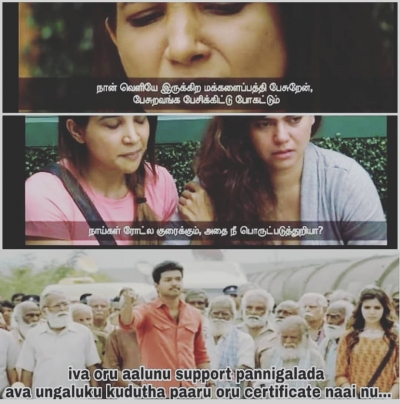 நான் வெளியே இருக்கிற மக்களைப்பத்தி பேசுறேன்,
பேசுறவங்க பேசிக்கிட்டு போகட்டும்
நாய்கள் ரோட்ல குரைக்கும், அதை நீ பொருட்படுத்துறியா?
iva oru aalunu support pannigalada
ava ungaluku kudutha paaru oru certificate naai nu...